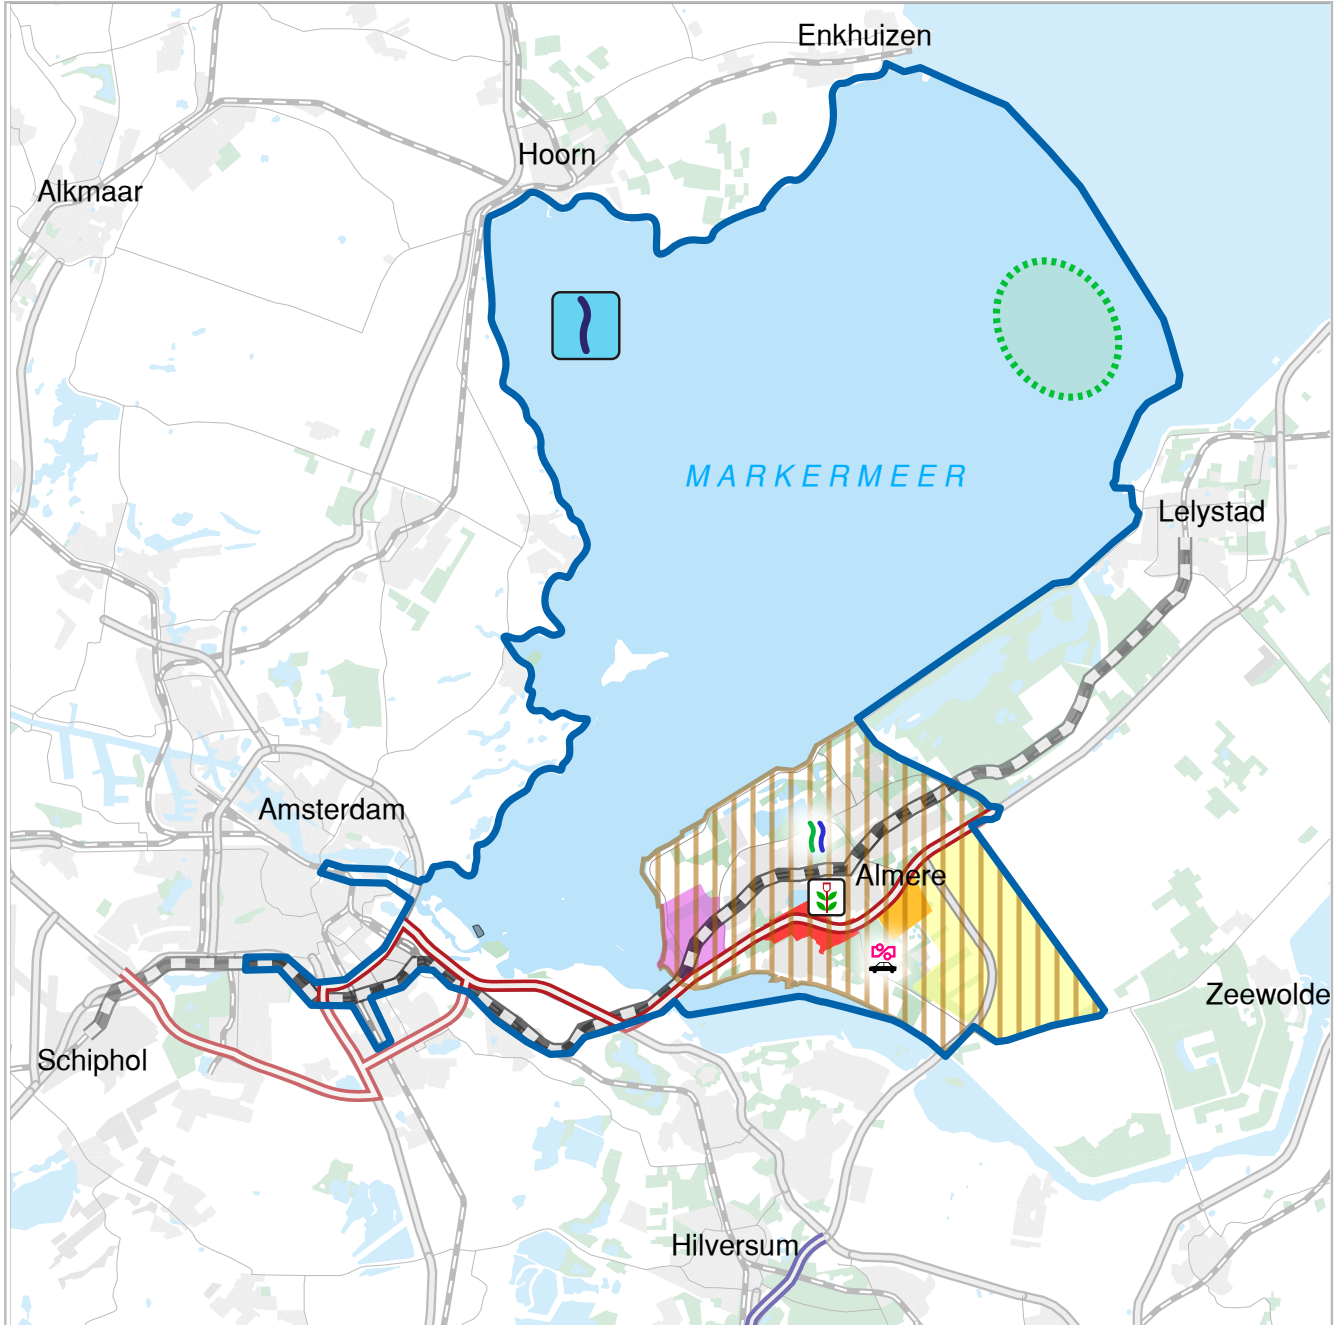 Enkhuizen
Hoorn
Alkmaar
MARKERMEER
Lelystad
Amsterdam
Almere
Zeewolde
Schiphol
Hilversum